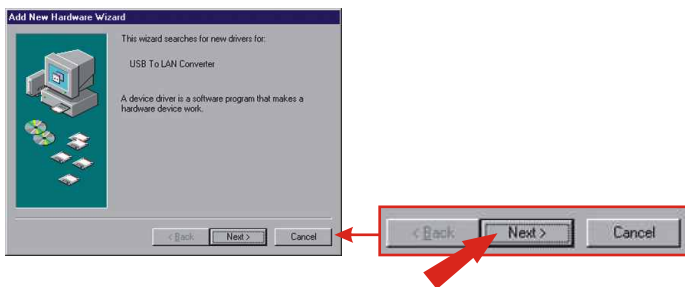 Add New Hardware Wizard
This wizard searches for new drivers for:
USB To LAN Converter
A device driver is a software program that makes a
hardware device work.
< Back Next > Cancel
< Back Next > Cancel